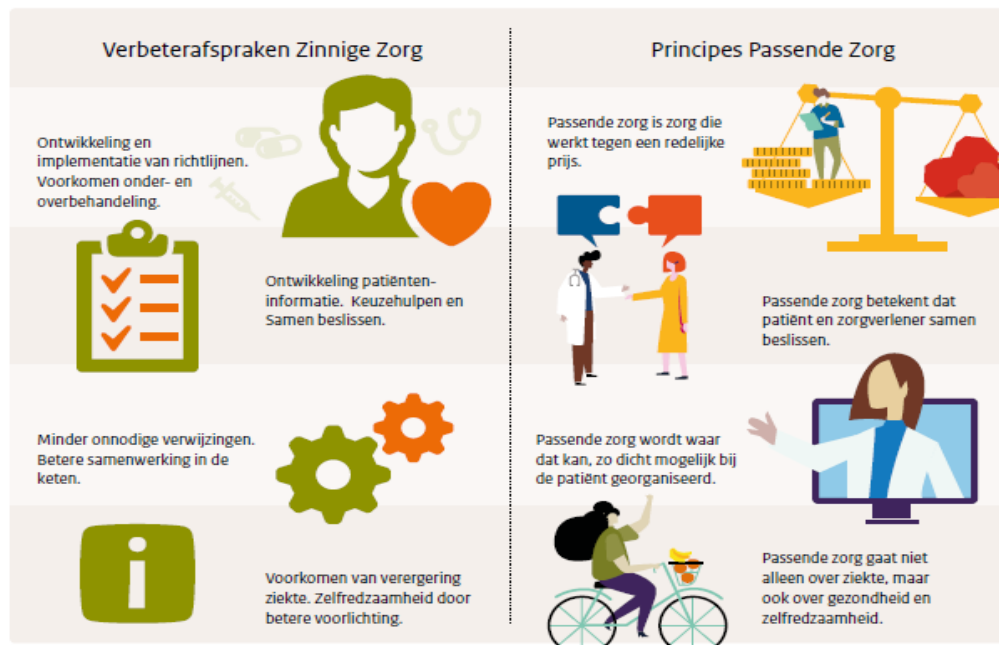 Verbeterafspraken Zinnige Zorg
Ontwikkeling en
implementatie van richtlijnen.
Voorkomen onder- en
overbehandeling.
Ontwikkeling patiënten-
informatie. Keuzehulpen en
Samen beslissen.
Minder onnodige verwijzingen.
Betere samenwerking in de
keten.
i
Voorkomen van verergering
ziekte. Zelfredzaamheid door
betere voorlichting.
Principes Passende Zorg
Passende zorg is zorg die
werkt tegen een redelijke
prijs.
Passende zorg betekent dat
patiënt en zorgverlener samen
beslissen.
Passende zorg wordt waar
dat kan, zo dicht mogelijk bij
de patiënt georganiseerd.
Passende zorg gaat niet
alleen over ziekte, maar
ook over gezondheid en
zelfredzaamheid.